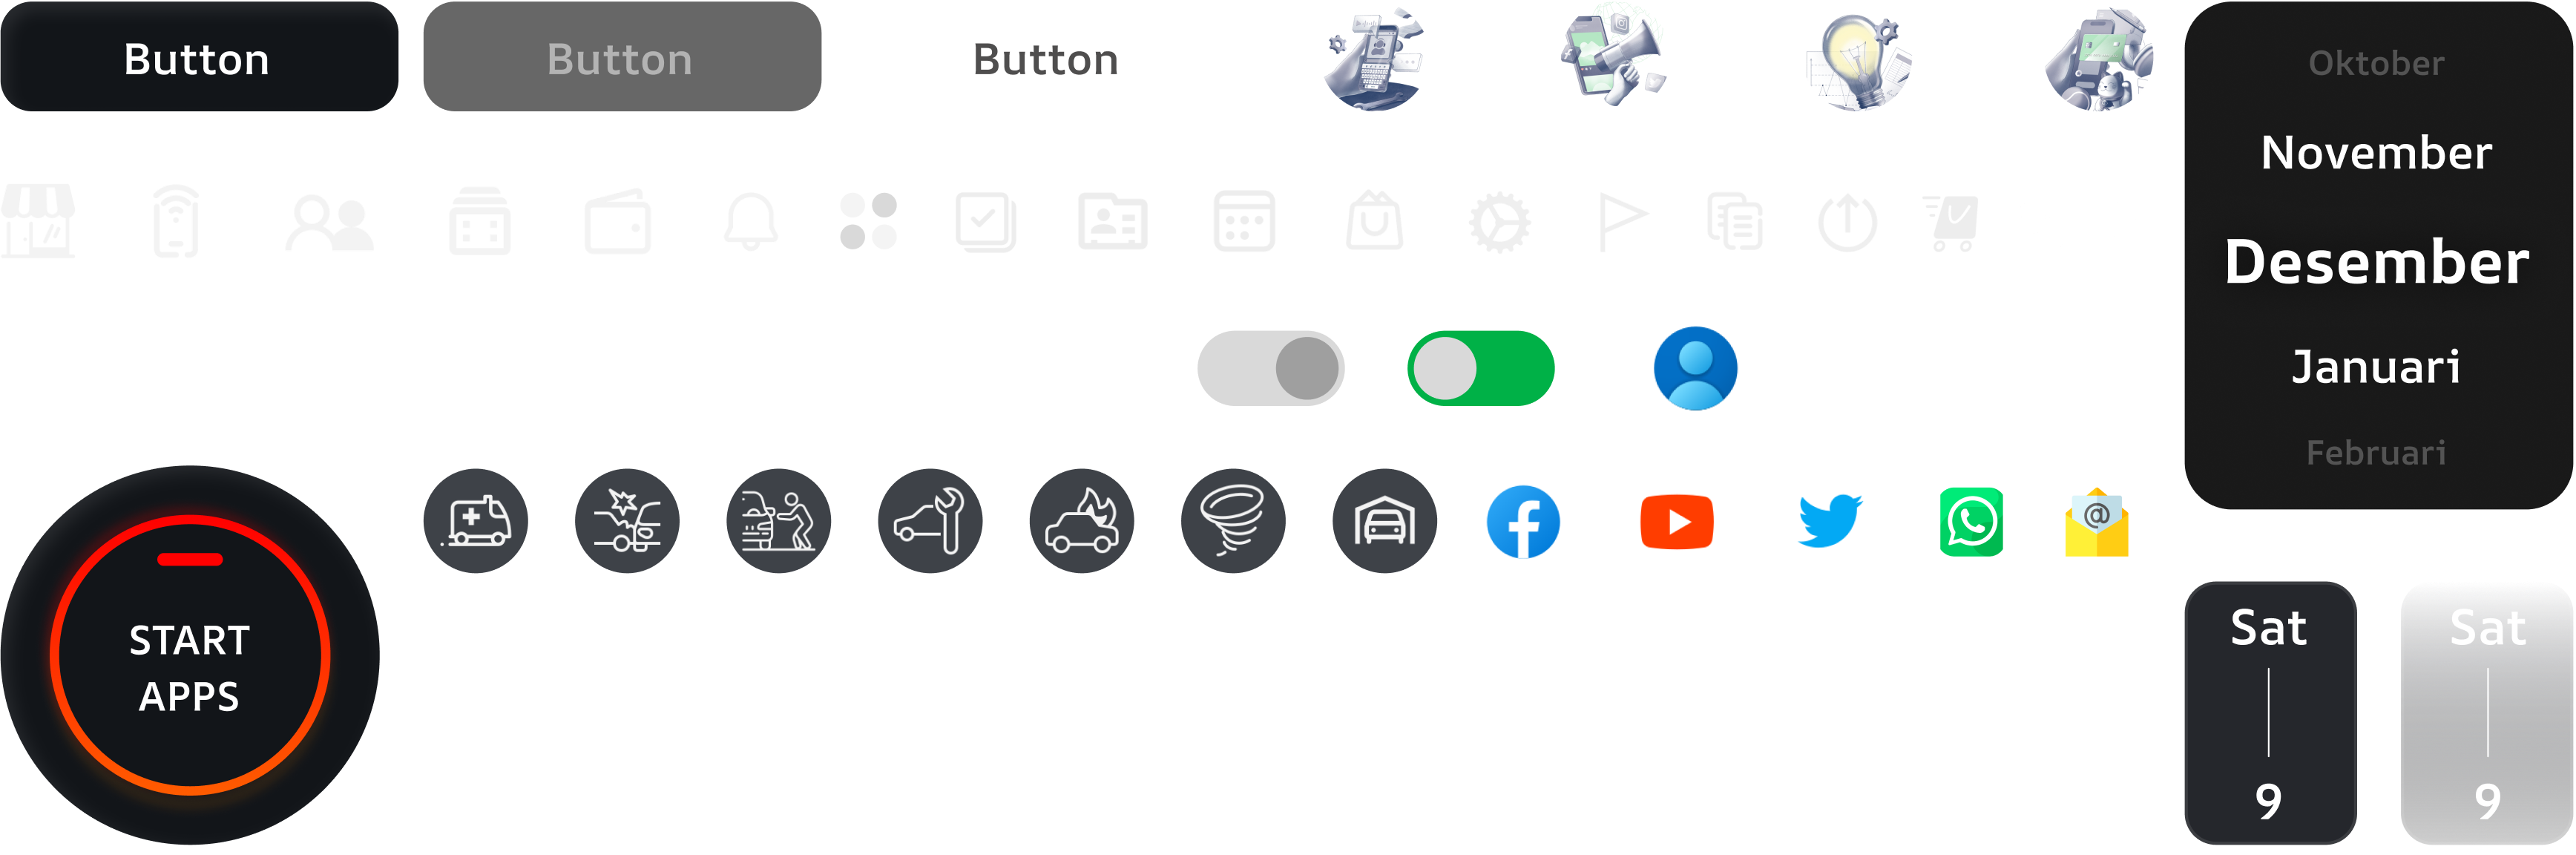 Button
Button
Button
Oktober
November
Desember
Januari
Februari
START
APPS
@
Sat
9
Sat
9